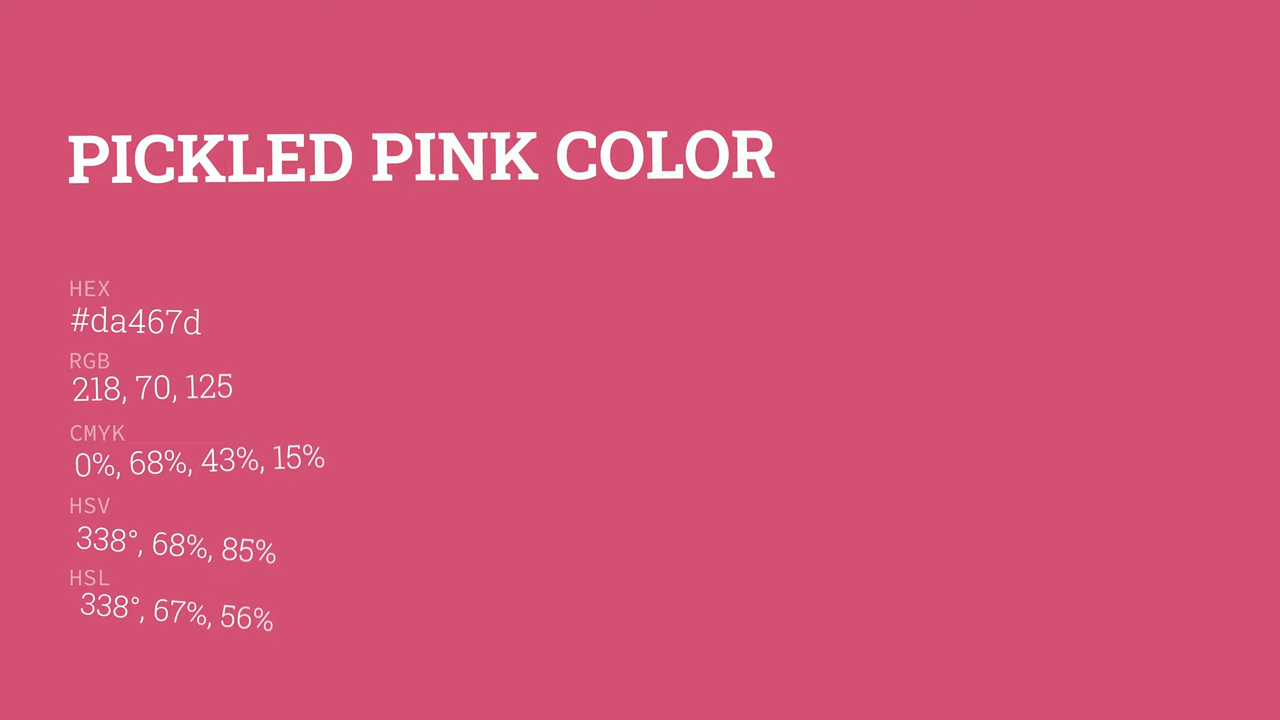 PICKLED PINK COLOR
HEX
#da467d
RGB
218, 70, 125
CMYK
0%, 68%, 43%, 15%
HSV
338°, 68%, 85%
HSL
338°, 67%, 56%